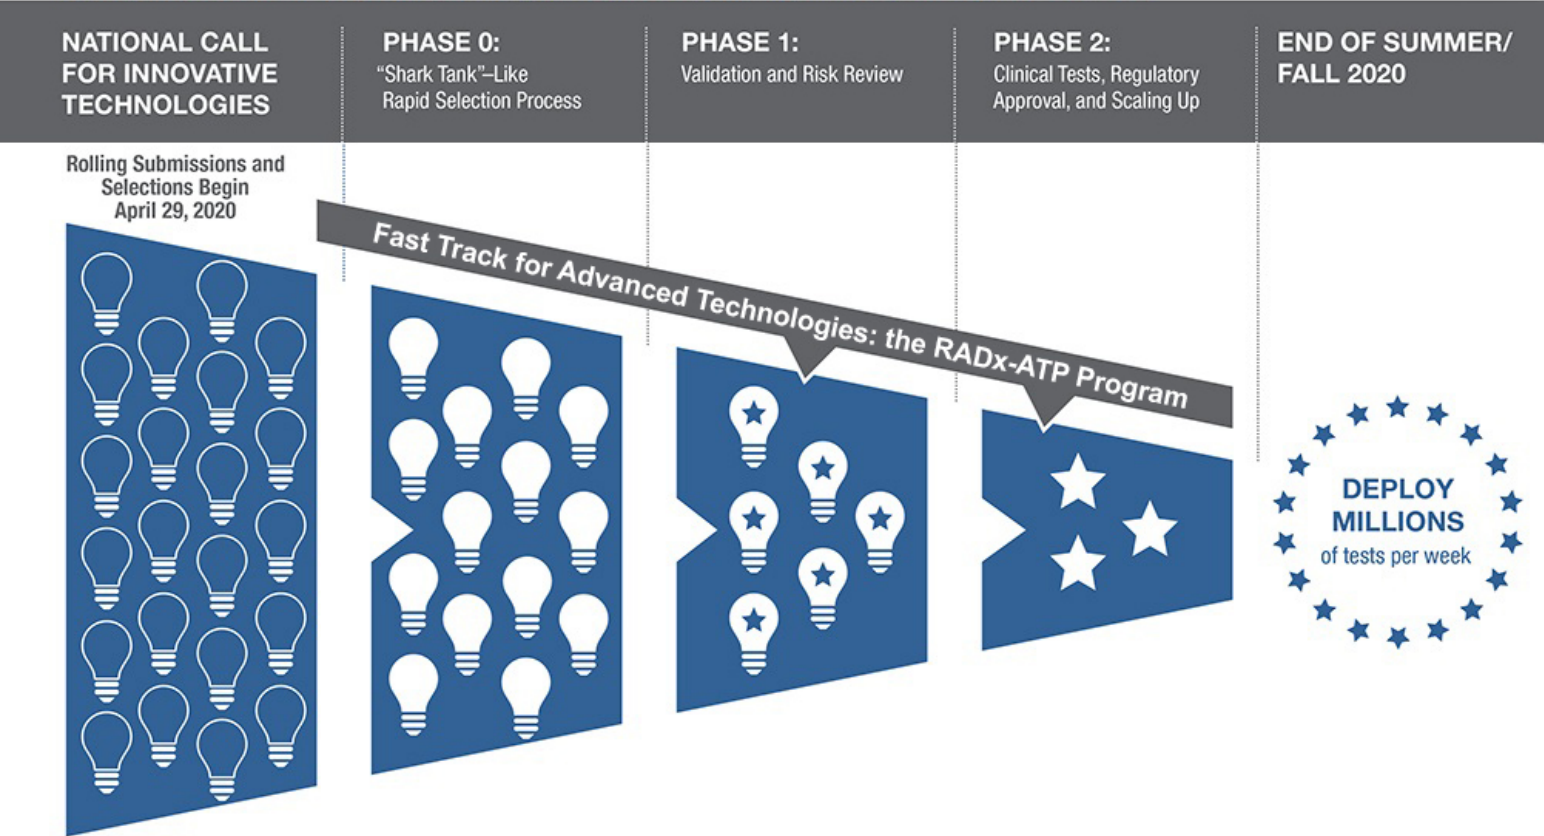 NATIONAL CALL
FOR INNOVATIVE
TECHNOLOGIES
Rolling Submissions and
Selections Begin
April 29, 2020
PHASE 0:
“Shark Tank”–Like
Rapid Selection Process
PHASE 1:
Validation and Risk Review
PHASE 2:
Clinical Tests, Regulatory
Approval, and Scaling Up
END OF SUMMER/
FALL 2020
Fast Track for Advanced Technologies: the RADx-ATP Program
DEPLOY
MILLIONS
of tests per week